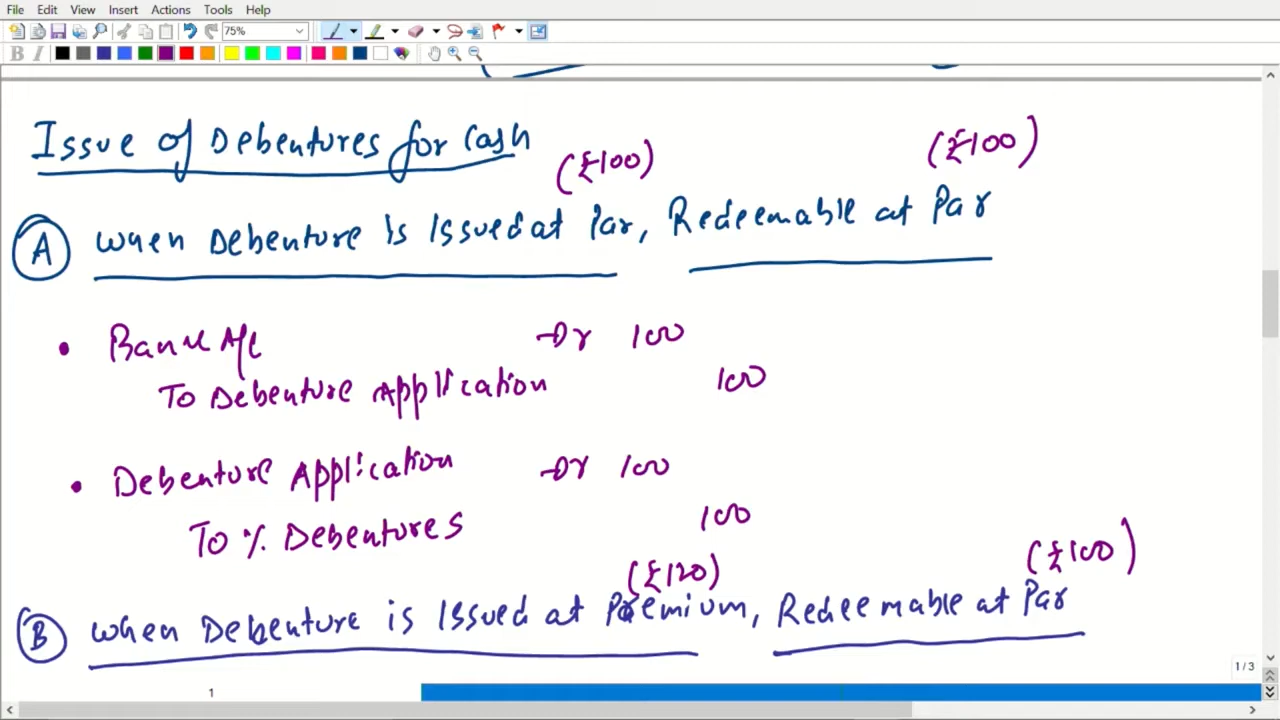 File Edit View Insert Actions Tools Help
75%
B I
Issue of Debentures for Cash
(£100) (£100)
A When Debenture is Issued at Par, Redeemable at Par
• Bank A/c Dr 100
To Debenture Application 100
• Debenture Application Dr 100
To % Debentures 100
(£120) (£100)
B When Debenture is Issued at Premium, Redeemable at Par
1/3
1